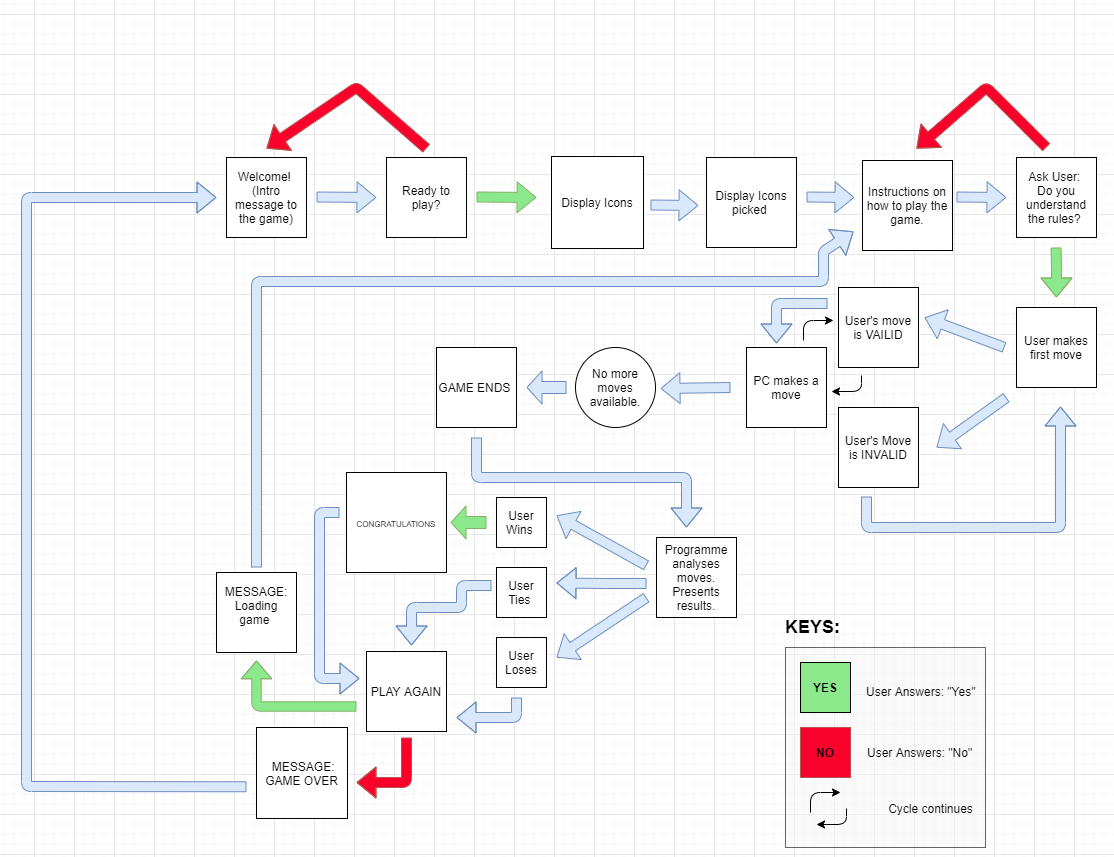 Welcome!
(Intro
message to
the game)
Ready to
play?
Display Icons
Display Icons
picked
Instructions on
how to play the
game.
Ask User:
Do you
understand
the rules?
User's move
is VAILID
User makes
first move
PC makes a
move
No more
moves
available.
GAME ENDS
User's Move
is INVALID
CONGRATULATIONS
User
Wins
Programme
analyses
moves.
Presents
results.
User
Ties
MESSAGE:
Loading
game
User
Loses
PLAY AGAIN
MESSAGE:
GAME OVER
KEYS:
YES
User Answers: "Yes"
NO
User Answers: "No"
Cycle continues